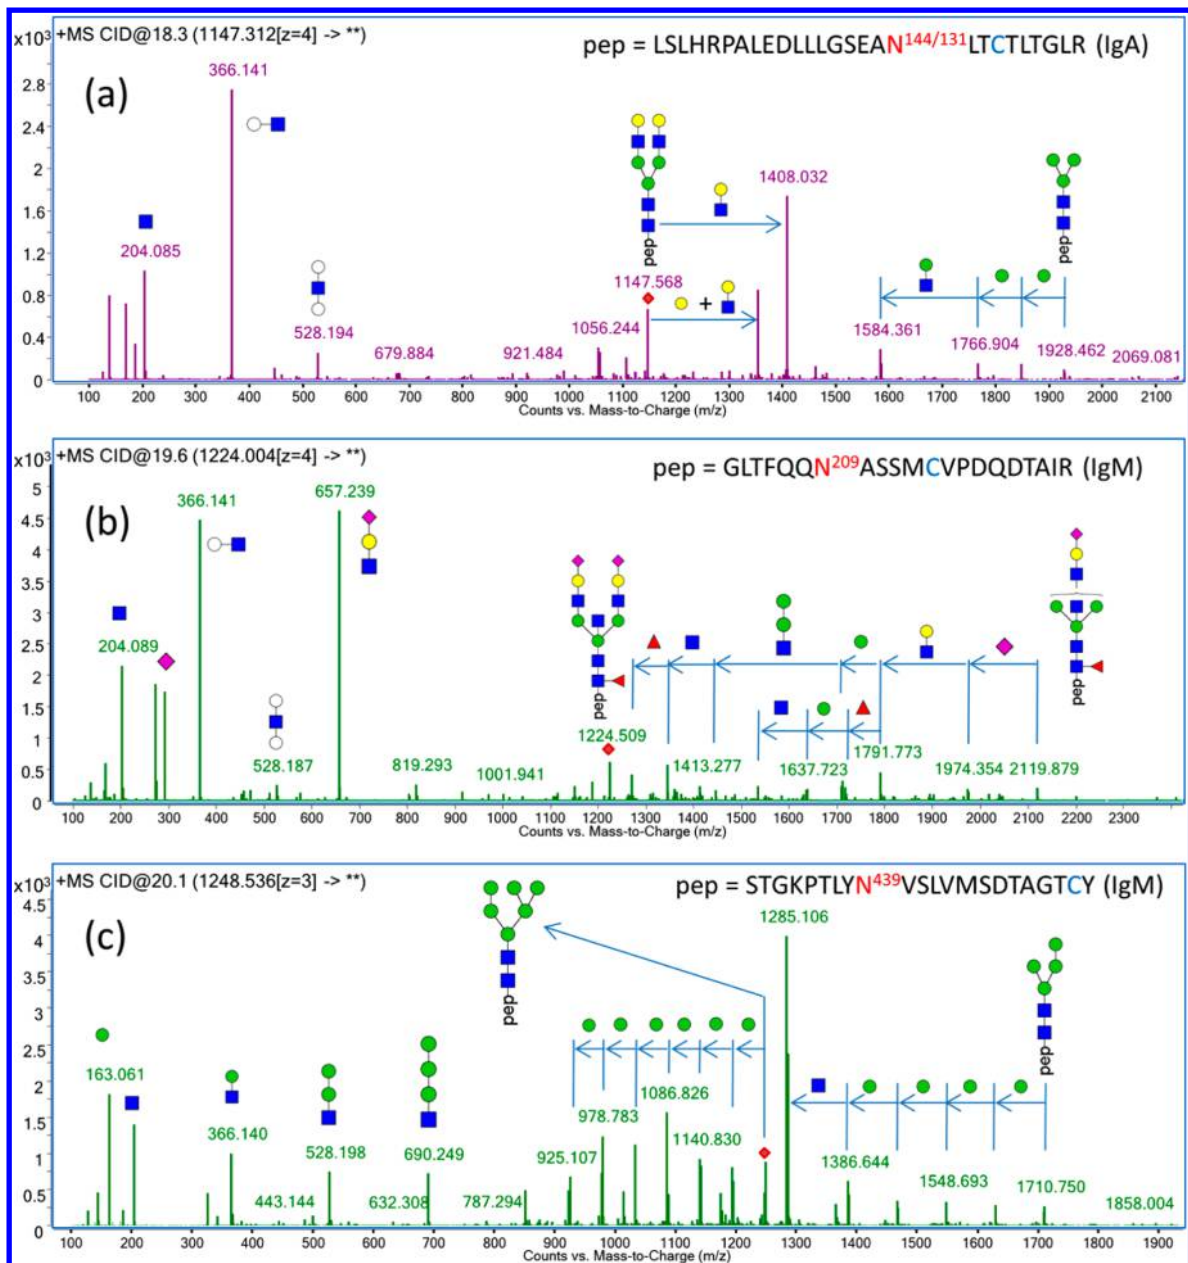 +MS CID@18.3 (1147.312[z=4] -> **)
pep = LSLHRPALEDLLLGSEAN144/131LTCTLTGLR (IgA)
x10³
(a)
2.8
2.4
2
1.6
1.2
0.8
0.4
0
366.141
204.085
528.194
679.884
921.484
1056.244
1147.568
pep
+
1408.032
1584.361
1766.904
1928.462
2069.081
pep
100 200 300 400 500 600 700 800 900 1000 1100 1200 1300 1400 1500 1600 1700 1800 1900 2000 2100
Counts vs. Mass-to-Charge (m/z)
+MS CID@19.6 (1224.004[z=4] -> **)
pep = GLTFQQN209ASSMCVPDQDTAIR (IgM)
x10³
(b)
5
4.5
4
3.5
3
2.5
2
1.5
1
0.5
0
366.141
657.239
204.089
528.187
819.293
1001.941
pep
1224.509
1413.277
1637.723
1791.773
1974.354
2119.879
pep
100 200 300 400 500 600 700 800 900 1000 1100 1200 1300 1400 1500 1600 1700 1800 1900 2000 2100 2200 2300
Counts vs. Mass-to-Charge (m/z)
+MS CID@20.1 (1248.536[z=3] -> **)
pep = STGKPTLYN439VSLVMSDTAGTCY (IgM)
x10³
(c)
4.5
4
3.5
3
2.5
2
1.5
1
0.5
0
163.061
366.140
443.144
528.198
632.308
690.249
787.294
925.107
978.783
1086.826
1140.830
pep
1285.106
1386.644
1548.693
1710.750
1858.004
pep
100 200 300 400 500 600 700 800 900 1000 1100 1200 1300 1400 1500 1600 1700 1800 1900
Counts vs. Mass-to-Charge (m/z)